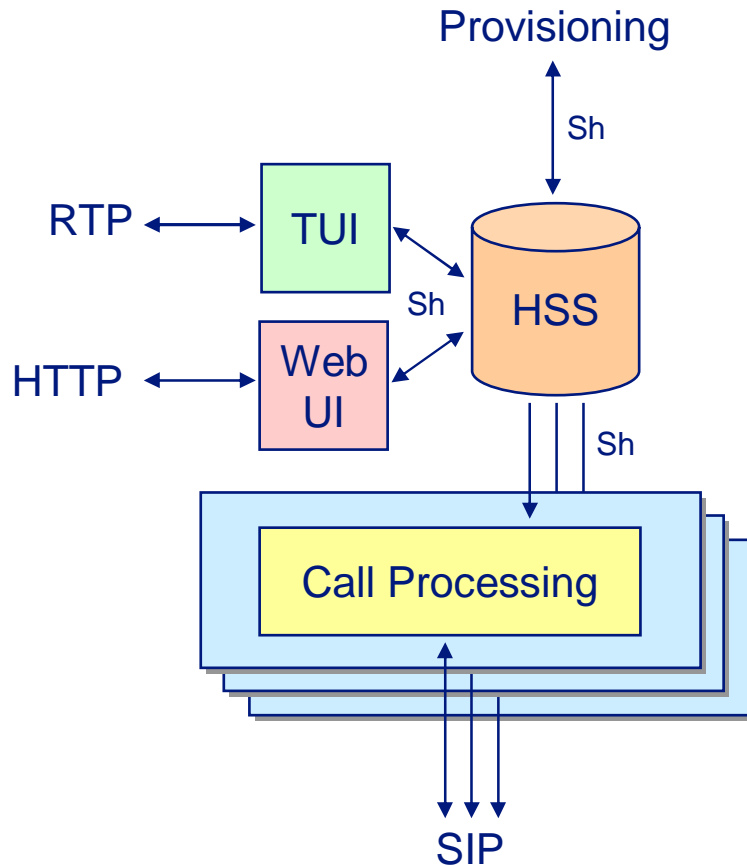 Provisioning
Sh
RTP
TUI
Sh
HSS
HTTP
Web
UI
Sh
Call Processing
SIP